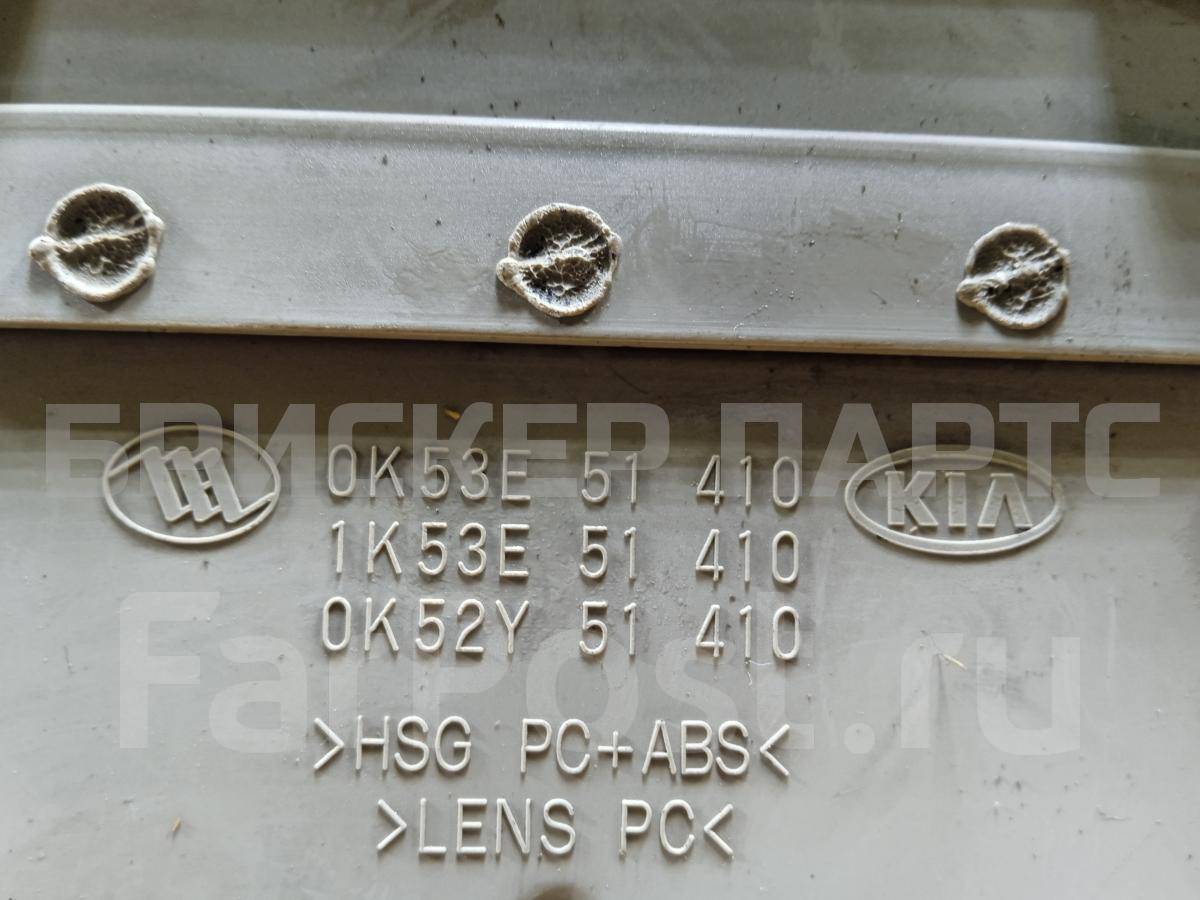 БРИСКЕР ПАРТС
0K53E 51 410
KIA
1K53E 51 410
0K52Y 51 410
FarPost.ru
>HSG PC+ABS<
>LENS PC<